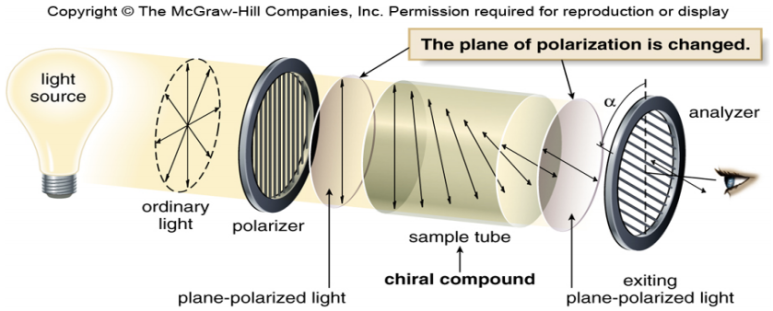 Copyright © The McGraw-Hill Companies, Inc. Permission required for reproduction or display
The plane of polarization is changed.
light
source
α
analyzer
ordinary
light
polarizer
sample tube
chiral compound
plane-polarized light
exiting
plane-polarized light